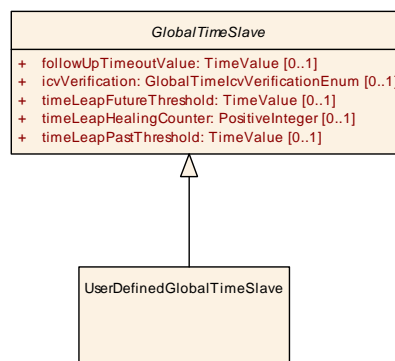 GlobalTimeSlave
+ followUpTimeoutValue: TimeValue [0..1]
+ icvVerification: GlobalTimeIcvVerificationEnum [0..1]
+ timeLeapFutureThreshold: TimeValue [0..1]
+ timeLeapHealingCounter: PositiveInteger [0..1]
+ timeLeapPastThreshold: TimeValue [0..1]
UserDefinedGlobalTimeSlave